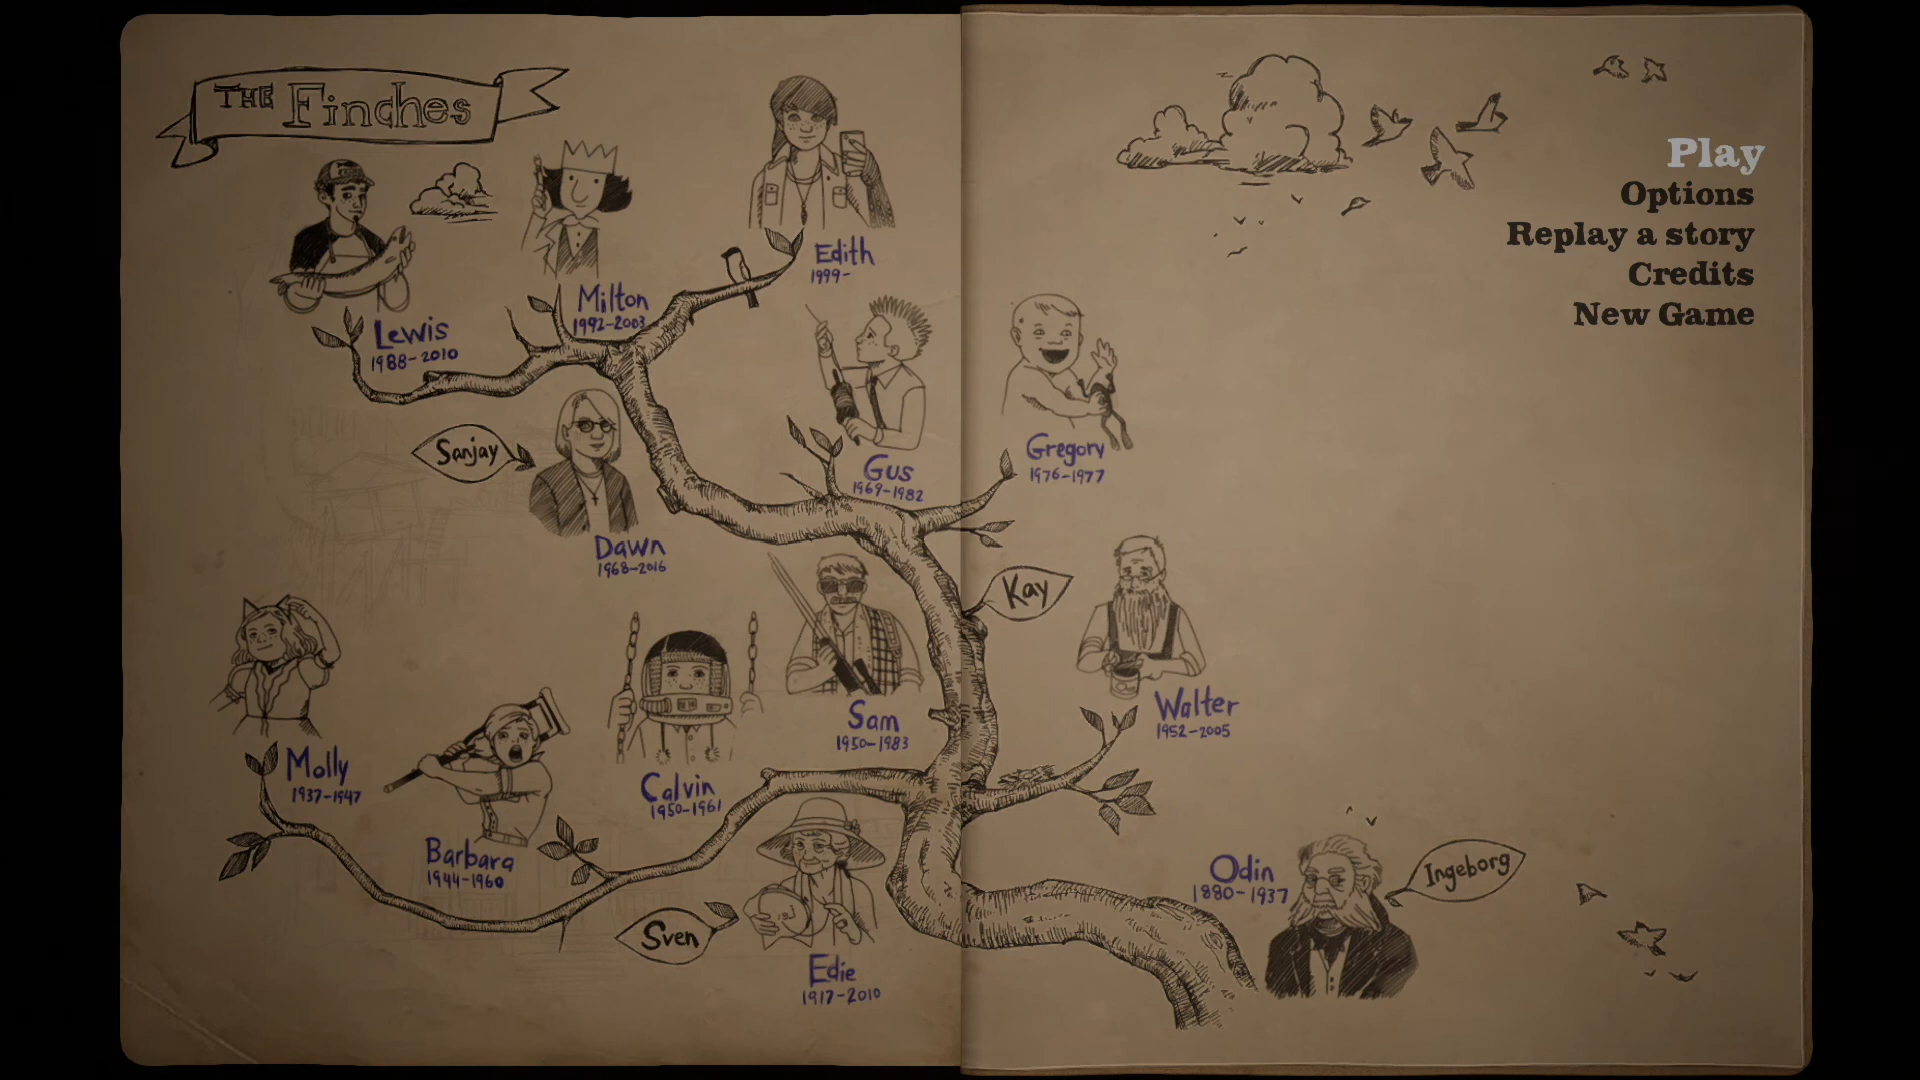 THE Finches
Edith
1999-
Milton
1992-2003
Lewis
1988-2010
Sanjay
Dawn
1968-2016
Gus
1969-1982
Gregory
1976-1977
Kay
Sam
1950-1983
Walter
1952-2005
Molly
1937-1947
Barbara
1944-1960
Calvin
1950-1961
Sven
Edie
1917-2010
Odin
1880-1937
Ingeborg
Play
Options
Replay a story
Credits
New Game